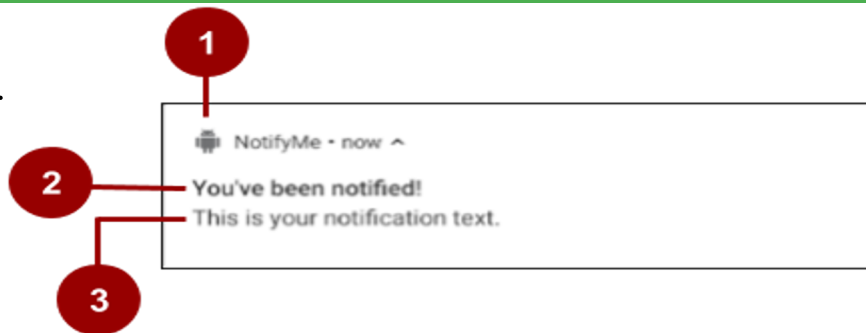 1
.
NotifyMe • now ^
2
You've been notified!
This is your notification text.
3